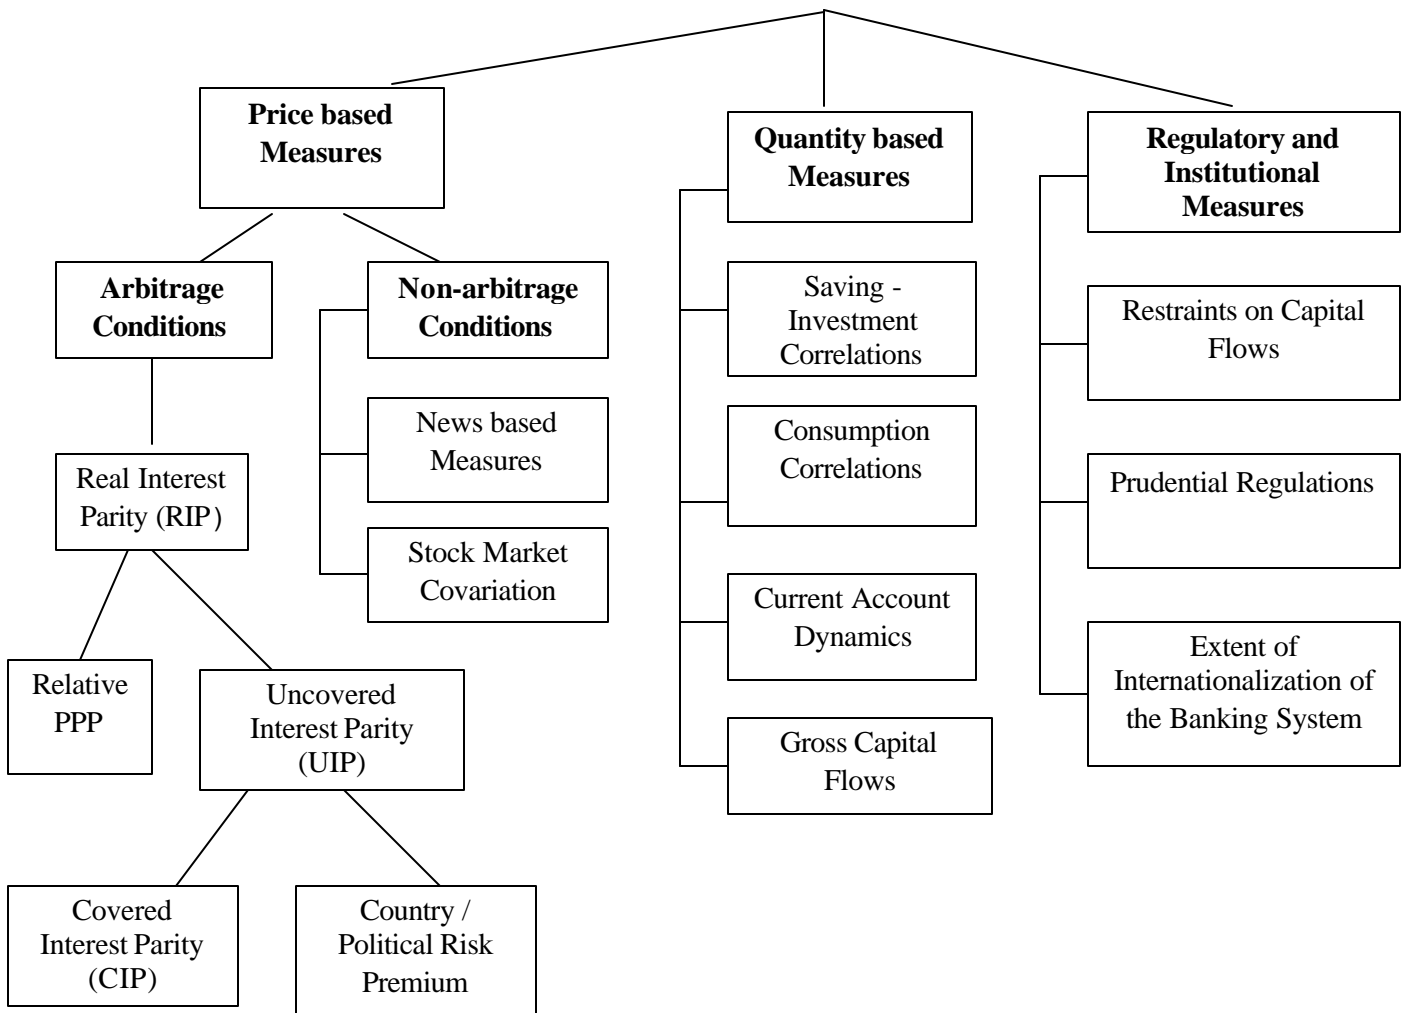 Price based
Measures
Quantity based
Measures
Regulatory and
Institutional
Measures
Arbitrage
Conditions
Non-arbitrage
Conditions
Saving -
Investment
Correlations
Restraints on Capital
Flows
News based
Measures
Consumption
Correlations
Real Interest
Parity (RIP)
Prudential Regulations
Stock Market
Covariation
Current Account
Dynamics
Extent of
Internationalization of
the Banking System
Relative
PPP
Uncovered
Interest Parity
(UIP)
Gross Capital
Flows
Covered
Interest Parity
(CIP)
Country /
Political Risk
Premium